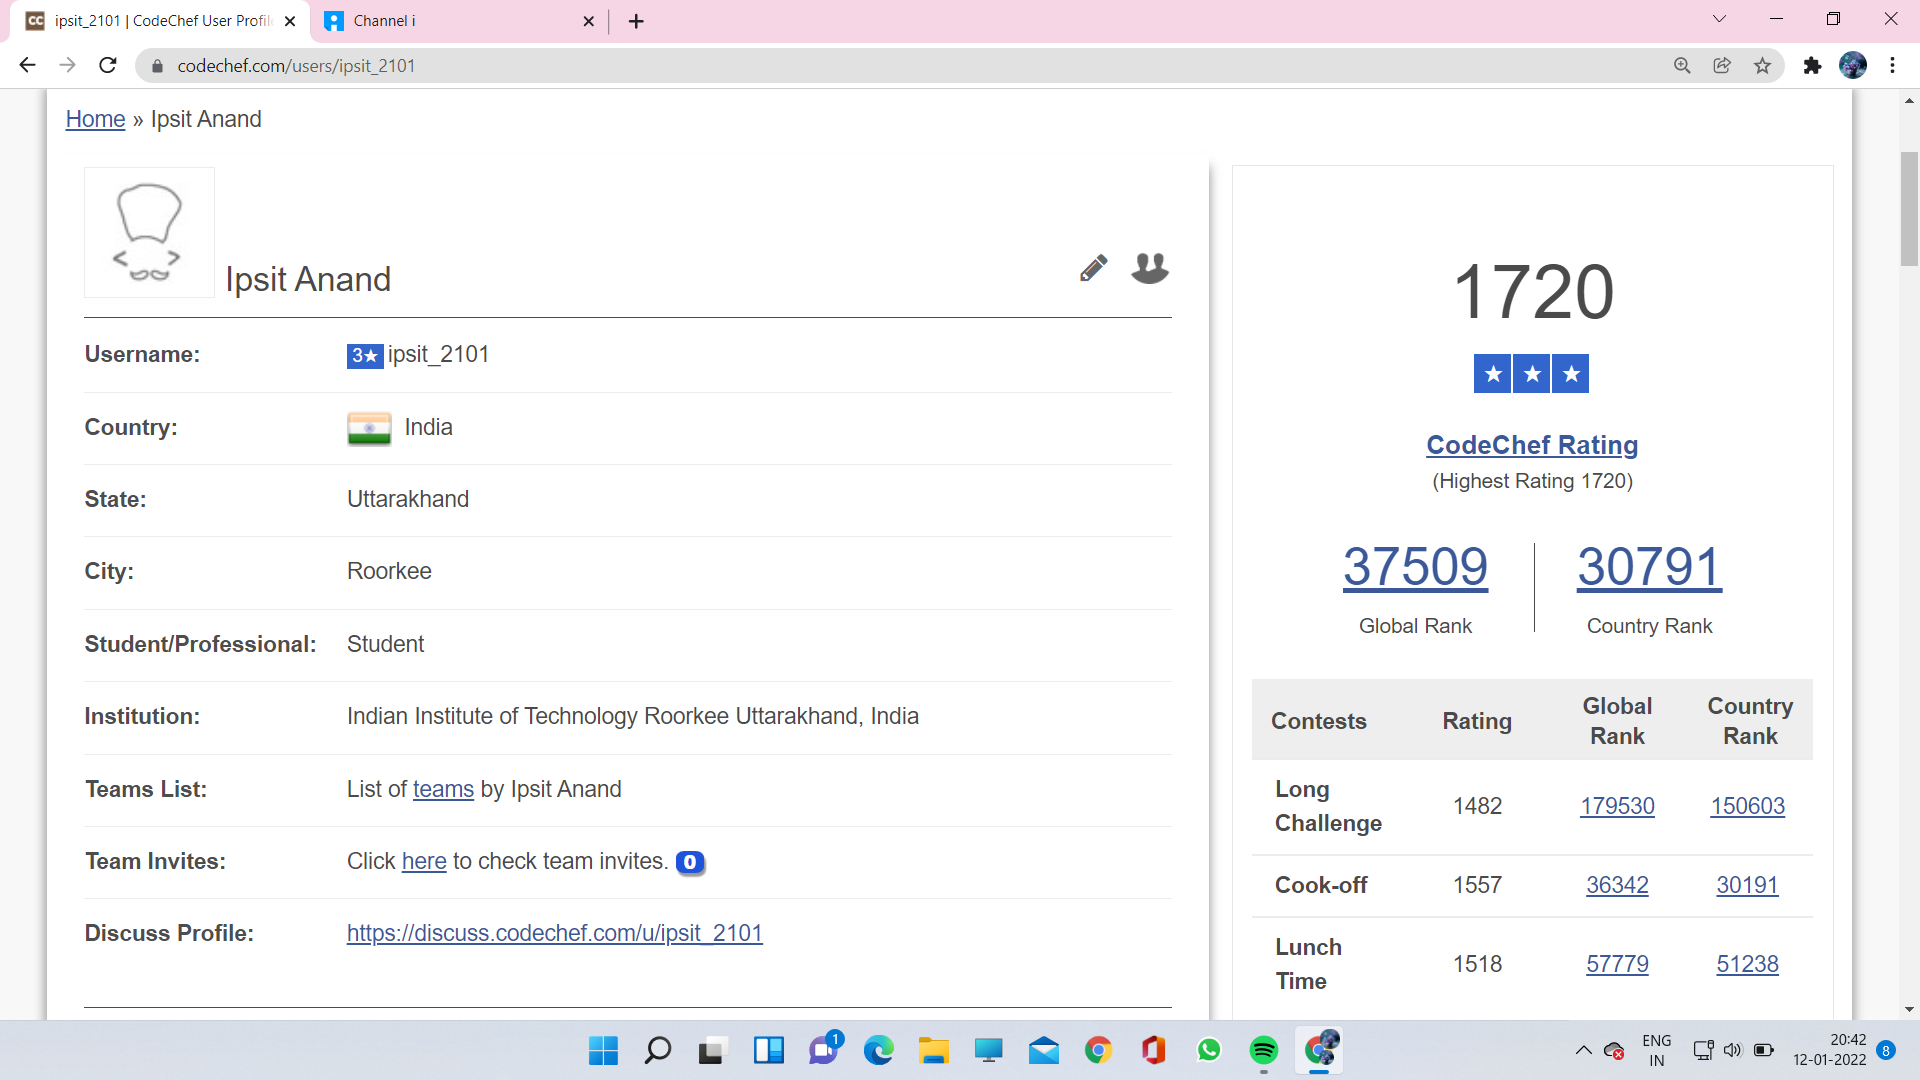 ipsit_2101 | CodeChef User Profil
Channel i
codechef.com/users/ipsit_2101
Home » Ipsit Anand
Ipsit Anand
Username: 3★ ipsit_2101
Country: India
State: Uttarakhand
City: Roorkee
Student/Professional: Student
Institution: Indian Institute of Technology Roorkee Uttarakhand, India
Teams List: List of teams by Ipsit Anand
Team Invites: Click here to check team invites. 0
Discuss Profile: https://discuss.codechef.com/u/ipsit_2101
1720
★ ★ ★
CodeChef Rating
(Highest Rating 1720)
37509 30791
Global Rank Country Rank
Contests Rating Global Rank Country Rank
Long Challenge 1482 179530 150603
Cook-off 1557 36342 30191
Lunch Time 1518 57779 51238
1
ENG
IN
20:42
12-01-2022
8